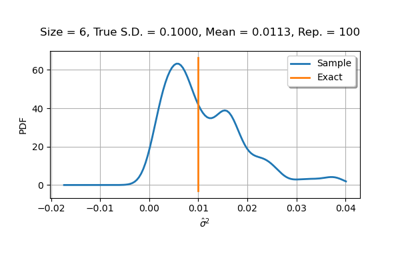 Size = 6, True S.D. = 0.1000, Mean = 0.0113, Rep. = 100
Sample
Exact
60
40
20
0
PDF
−0.02 −0.01 0.00 0.01 0.02 0.03 0.04
σ̂²